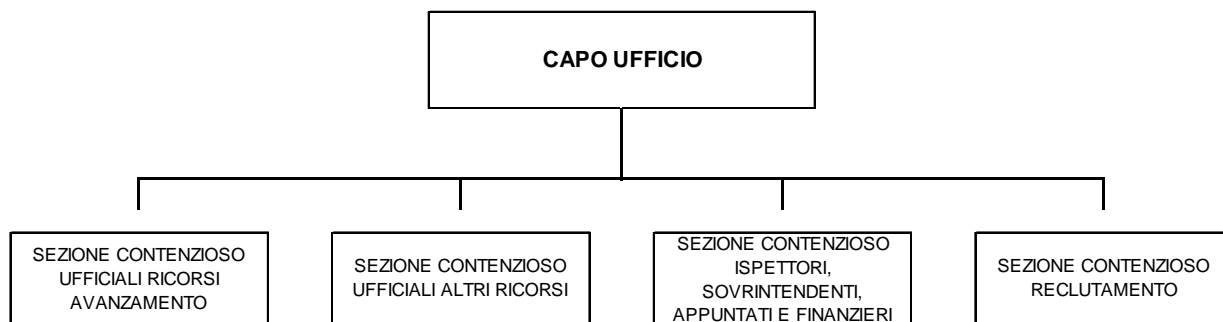 CAPO UFFICIO
SEZIONE CONTENZIOSO
UFFICIALI RICORSI
AVANZAMENTO
SEZIONE CONTENZIOSO
UFFICIALI ALTRI RICORSI
SEZIONE CONTENZIOSO
ISPETTORI,
SOVRINTENDENTI,
APPUNTATI E FINANZIERI
SEZIONE CONTENZIOSO
RECLUTAMENTO